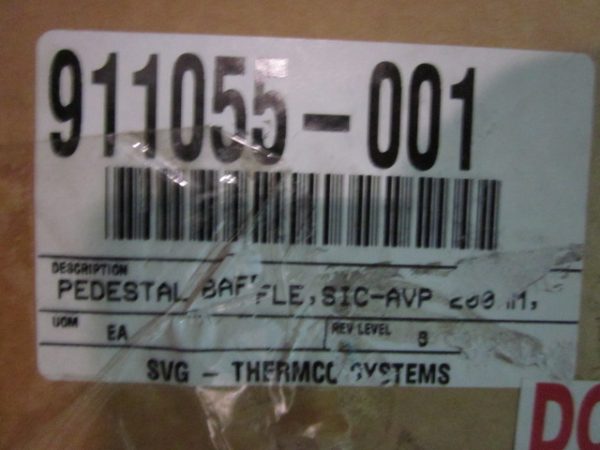 911055-001
DESCRIPTION
PEDESTAL BAFFLE, SIC-AVP
UOM EA REV LEVEL B
SVG - THERMCO SYSTEMS